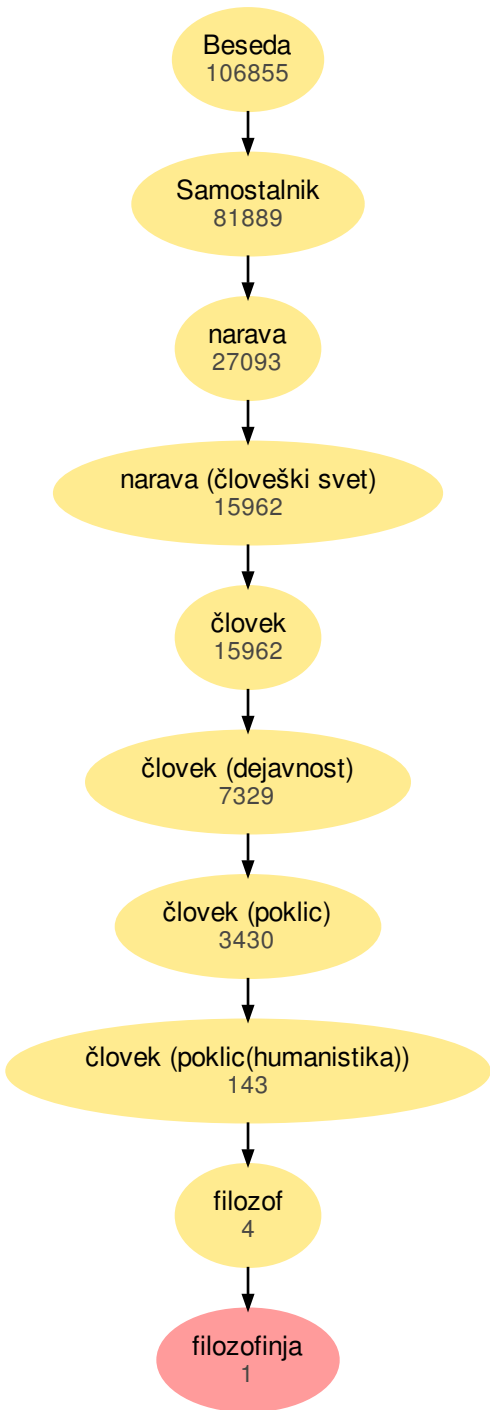 Beseda
106855
Samostalnik
81889
narava
27093
narava (človeški svet)
15962
človek
15962
človek (dejavnost)
7329
človek (poklic)
3430
človek (poklic(humanistika))
143
filozof
4
filozofinja
1